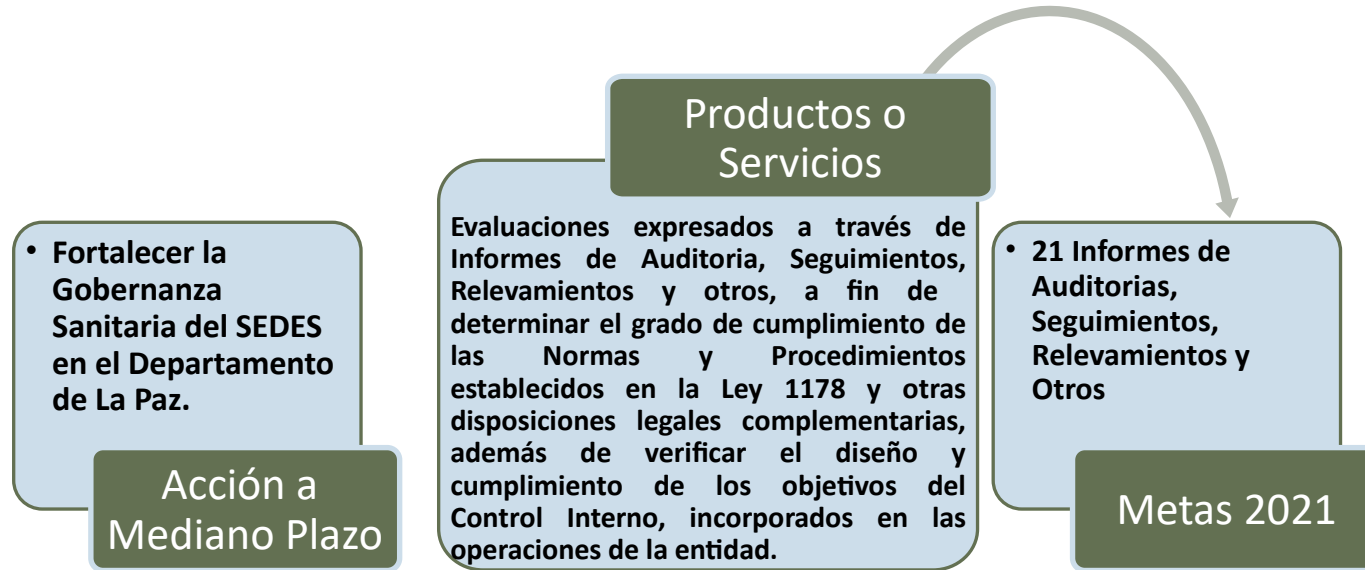 • Fortalecer la
Gobernanza
Sanitaria del SEDES
en el Departamento
de La Paz.
Acción a
Mediano Plazo
Productos o
Servicios
Evaluaciones expresados a través de
Informes de Auditoria, Seguimientos,
Relevamientos y otros, a fin de
determinar el grado de cumplimiento de
las Normas y Procedimientos
establecidos en la Ley 1178 y otras
disposiciones legales complementarias,
además de verificar el diseño y
cumplimiento de los objetivos del
Control Interno, incorporados en las
operaciones de la entidad.
• 21 Informes de
Auditorias,
Seguimientos,
Relevamientos y
Otros
Metas 2021